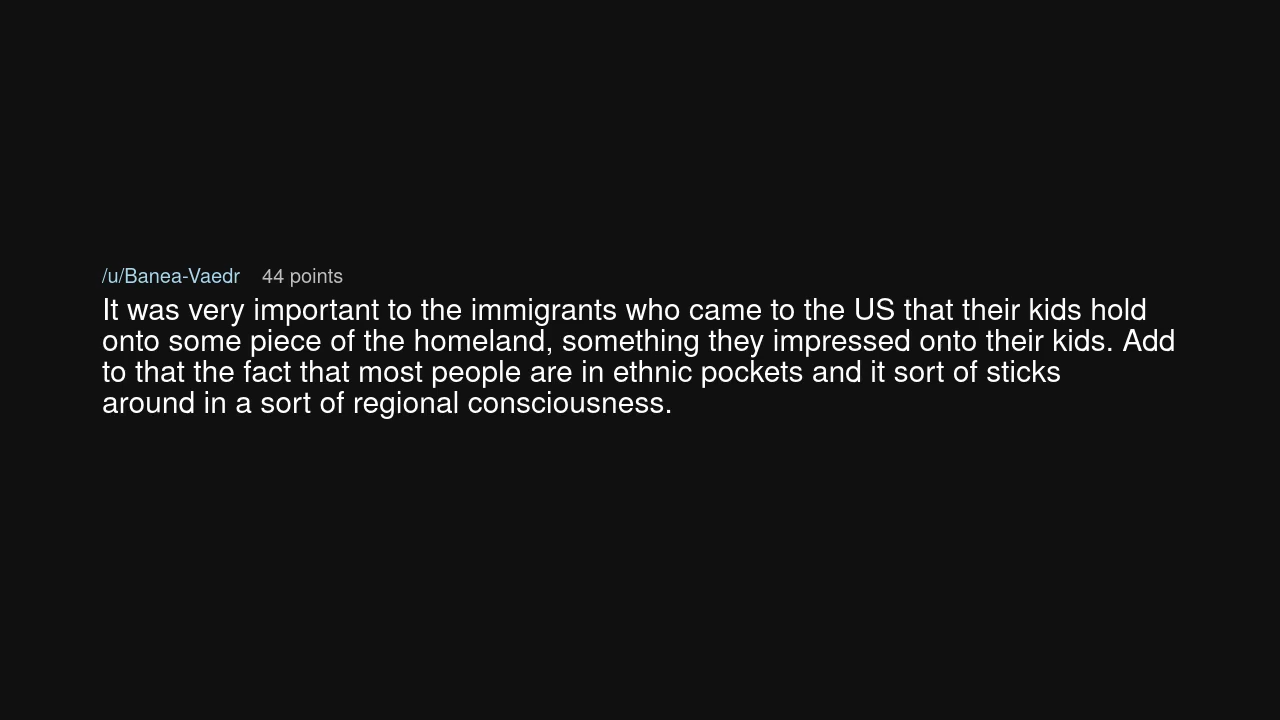 /u/Banea-Vaedr 44 points
It was very important to the immigrants who came to the US that their kids hold
onto some piece of the homeland, something they impressed onto their kids. Add
to that the fact that most people are in ethnic pockets and it sort of sticks
around in a sort of regional consciousness.